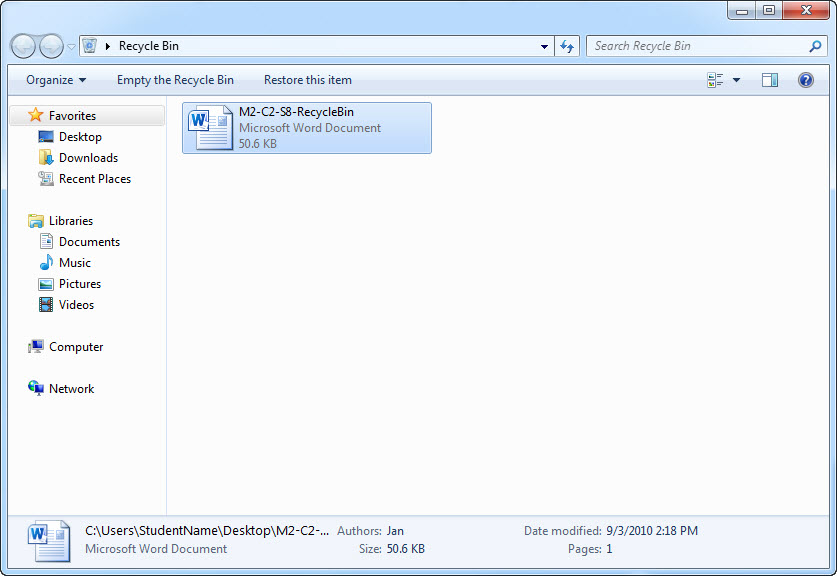 Recycle Bin
Search Recycle Bin
Organize Empty the Recycle Bin Restore this item
Favorites
Desktop
Downloads
Recent Places
Libraries
Documents
Music
Pictures
Videos
Computer
Network
M2-C2-S8-RecycleBin
Microsoft Word Document
50.6 KB
C:\Users\StudentName\Desktop\M2-C2-... Authors: Jan Date modified: 9/3/2010 2:18 PM
Microsoft Word Document Size: 50.6 KB Pages: 1